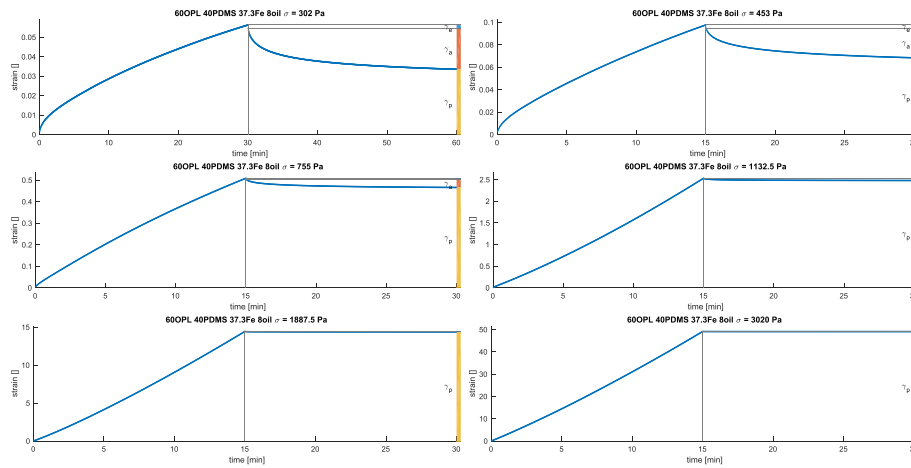 60OPL 40PDMS 37.3Fe 8oil σ = 302 Pa
strain []
0.05
0.04
0.03
0.02
0.01
0
0 10 20 30 40 50 60
time [min]
γe
γa
γp
60OPL 40PDMS 37.3Fe 8oil σ = 453 Pa
strain []
0.1
0.08
0.06
0.04
0.02
0
0 5 10 15 20 25
time [min]
γe
γa
γp
60OPL 40PDMS 37.3Fe 8oil σ = 755 Pa
strain []
0.5
0.4
0.3
0.2
0.1
0
0 5 10 15 20 25 30
time [min]
γa
γp
60OPL 40PDMS 37.3Fe 8oil σ = 1132.5 Pa
strain []
2.5
2
1.5
1
0.5
0
0 5 10 15 20 25
time [min]
γp
60OPL 40PDMS 37.3Fe 8oil σ = 1887.5 Pa
strain []
15
10
5
0
0 5 10 15 20 25 30
time [min]
γp
60OPL 40PDMS 37.3Fe 8oil σ = 3020 Pa
strain []
50
40
30
20
10
0
0 5 10 15 20 25
time [min]
γp